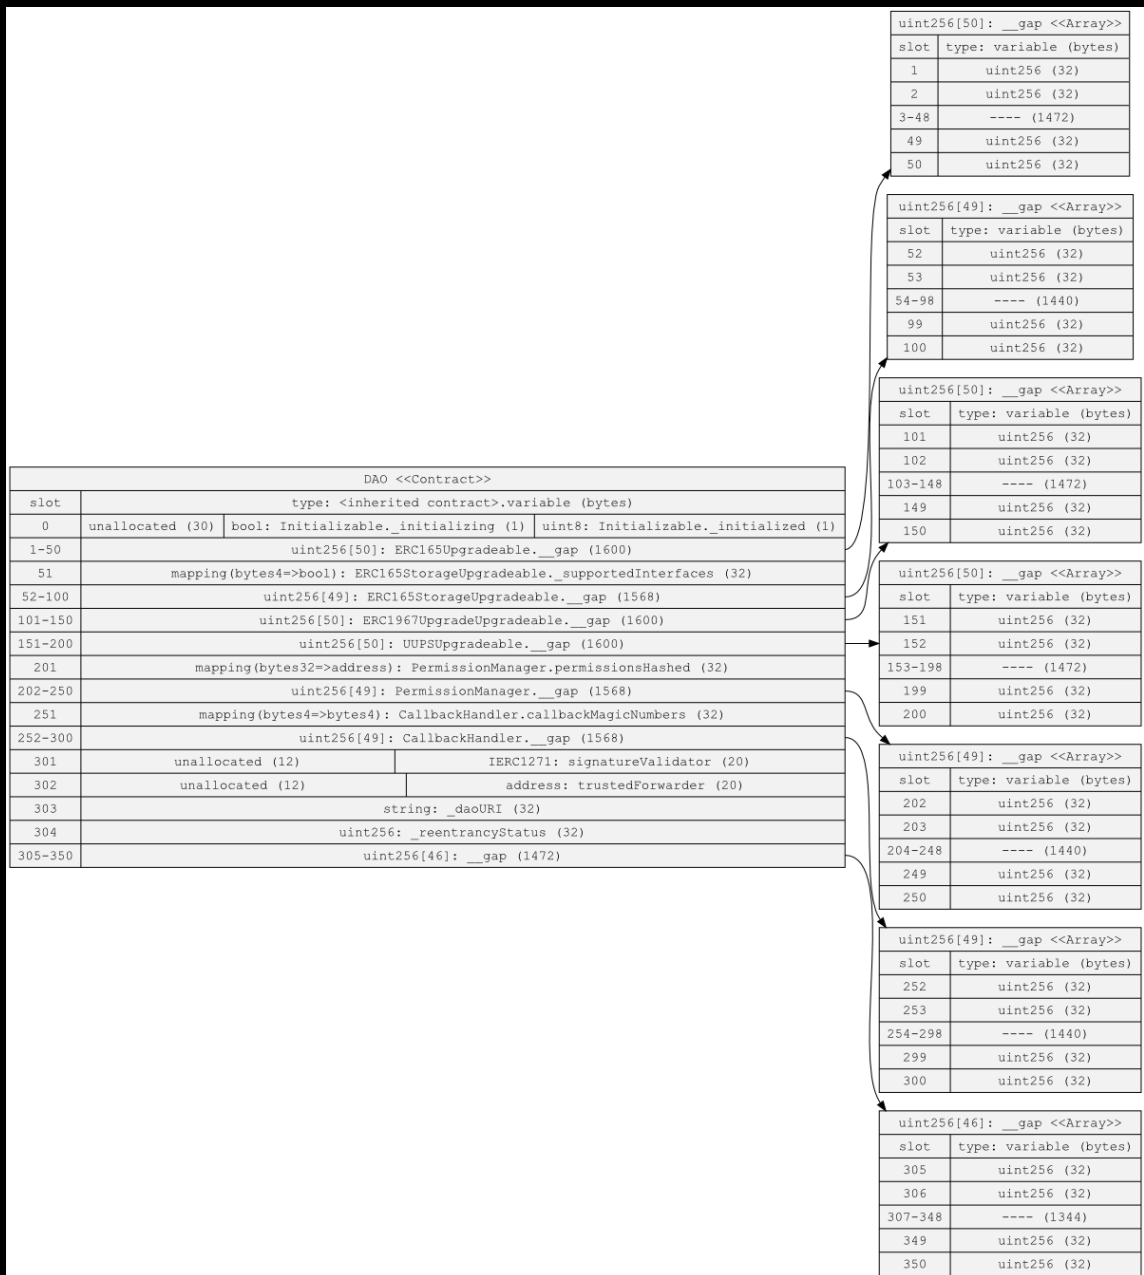 uint256[50]: __gap <<Array>>
slot type: variable (bytes)
1 uint256 (32)
2 uint256 (32)
3-48 ---- (1472)
49 uint256 (32)
50 uint256 (32)
uint256[49]: __gap <<Array>>
slot type: variable (bytes)
52 uint256 (32)
53 uint256 (32)
54-98 ---- (1440)
99 uint256 (32)
100 uint256 (32)
uint256[50]: __gap <<Array>>
slot type: variable (bytes)
101 uint256 (32)
102 uint256 (32)
103-148 ---- (1472)
149 uint256 (32)
150 uint256 (32)
DAO <<Contract>>
slot type: <inherited contract>.variable (bytes)
0 unallocated (30) bool: Initializable._initializing (1) uint8: Initializable._initialized (1)
1-50 uint256[50]: ERC165Upgradeable.__gap (1600)
51 mapping(bytes4=>bool): ERC165StorageUpgradeable._supportedInterfaces (32)
52-100 uint256[49]: ERC165StorageUpgradeable.__gap (1568)
101-150 uint256[50]: ERC1967UpgradeUpgradeable.__gap (1600)
151-200 uint256[50]: UUPSUpgradeable.__gap (1600)
201 mapping(bytes32=>address): PermissionManager.permissionsHashed (32)
202-250 uint256[49]: PermissionManager.__gap (1568)
251 mapping(bytes4=>bytes4): CallbackHandler.callbackMagicNumbers (32)
252-300 uint256[49]: CallbackHandler.__gap (1568)
301 unallocated (12) IERC1271: signatureValidator (20)
302 unallocated (12) address: trustedForwarder (20)
303 string: _daoURI (32)
304 uint256: _reentrancyStatus (32)
305-350 uint256[46]: __gap (1472)
uint256[50]: __gap <<Array>>
slot type: variable (bytes)
151 uint256 (32)
152 uint256 (32)
153-198 ---- (1472)
199 uint256 (32)
200 uint256 (32)
uint256[49]: __gap <<Array>>
slot type: variable (bytes)
202 uint256 (32)
203 uint256 (32)
204-248 ---- (1440)
249 uint256 (32)
250 uint256 (32)
uint256[49]: __gap <<Array>>
slot type: variable (bytes)
252 uint256 (32)
253 uint256 (32)
254-298 ---- (1440)
299 uint256 (32)
300 uint256 (32)
uint256[46]: __gap <<Array>>
slot type: variable (bytes)
305 uint256 (32)
306 uint256 (32)
307-348 ---- (1344)
349 uint256 (32)
350 uint256 (32)